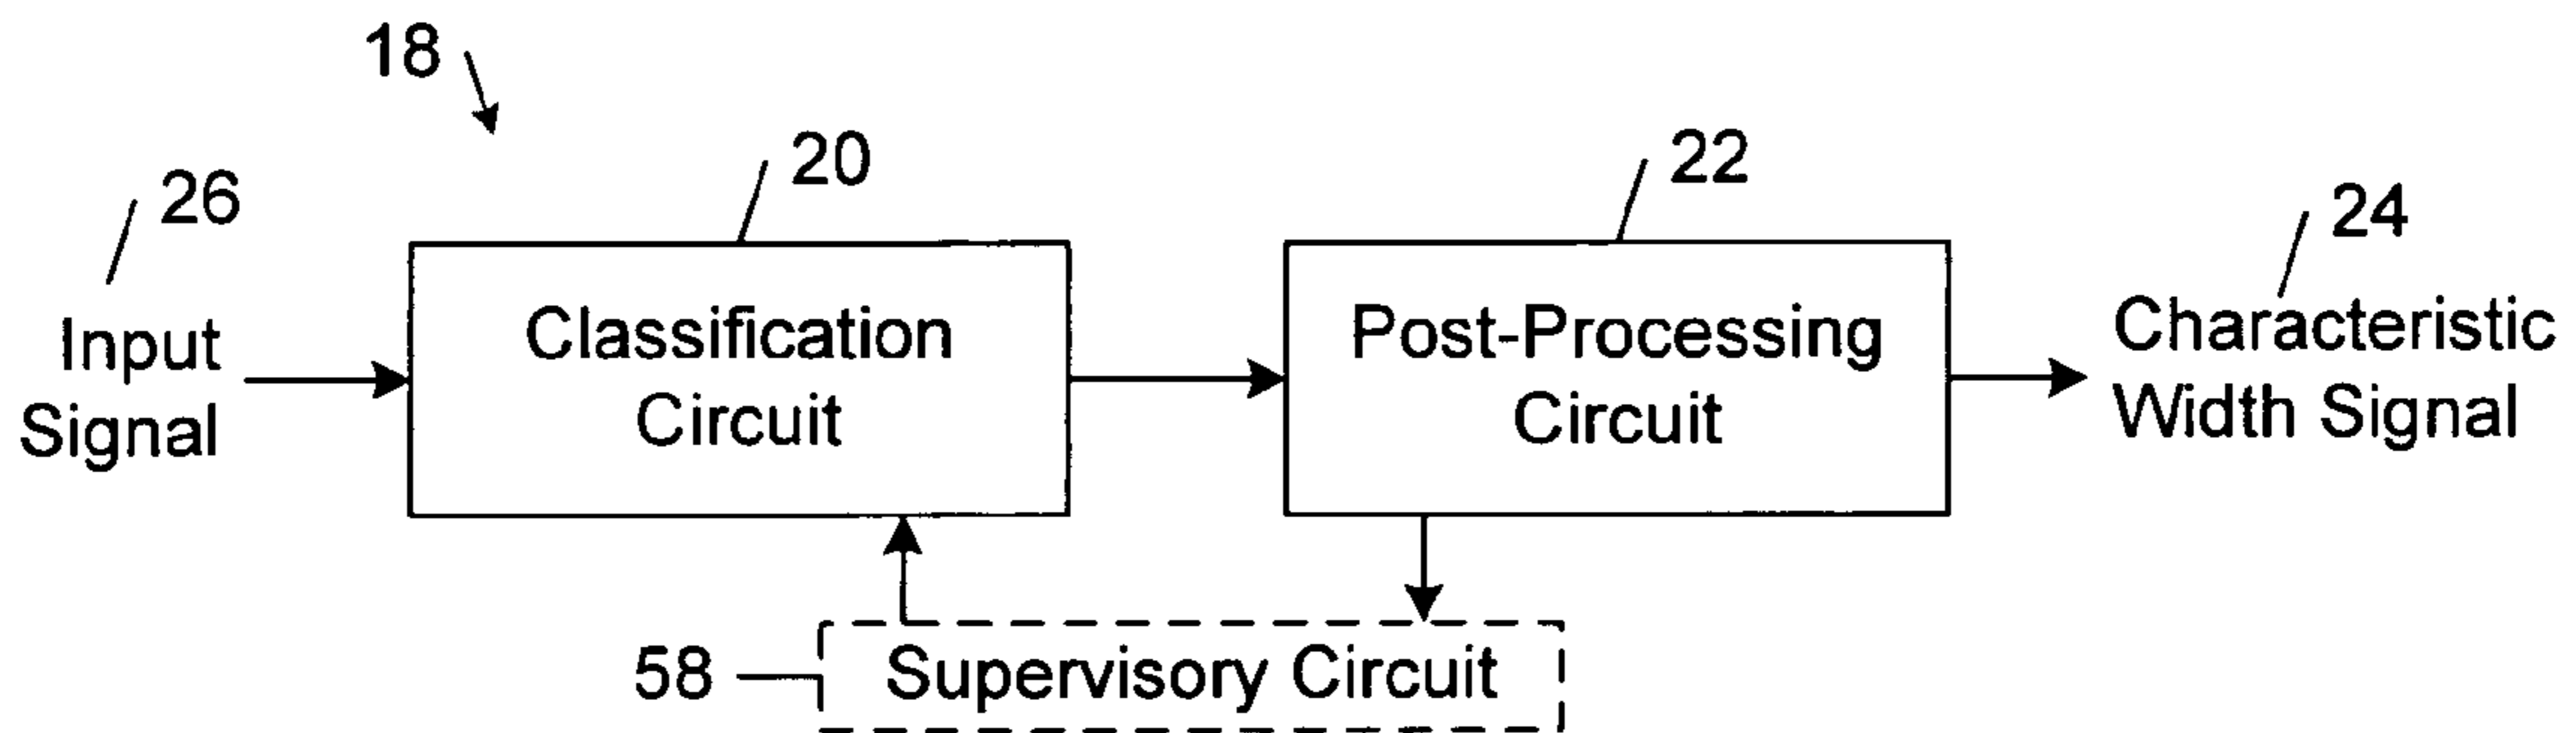 18
20
22
26
24
Input
Signal
Classification
Circuit
Post-Processing
Circuit
Characteristic
Width Signal
58
Supervisory Circuit